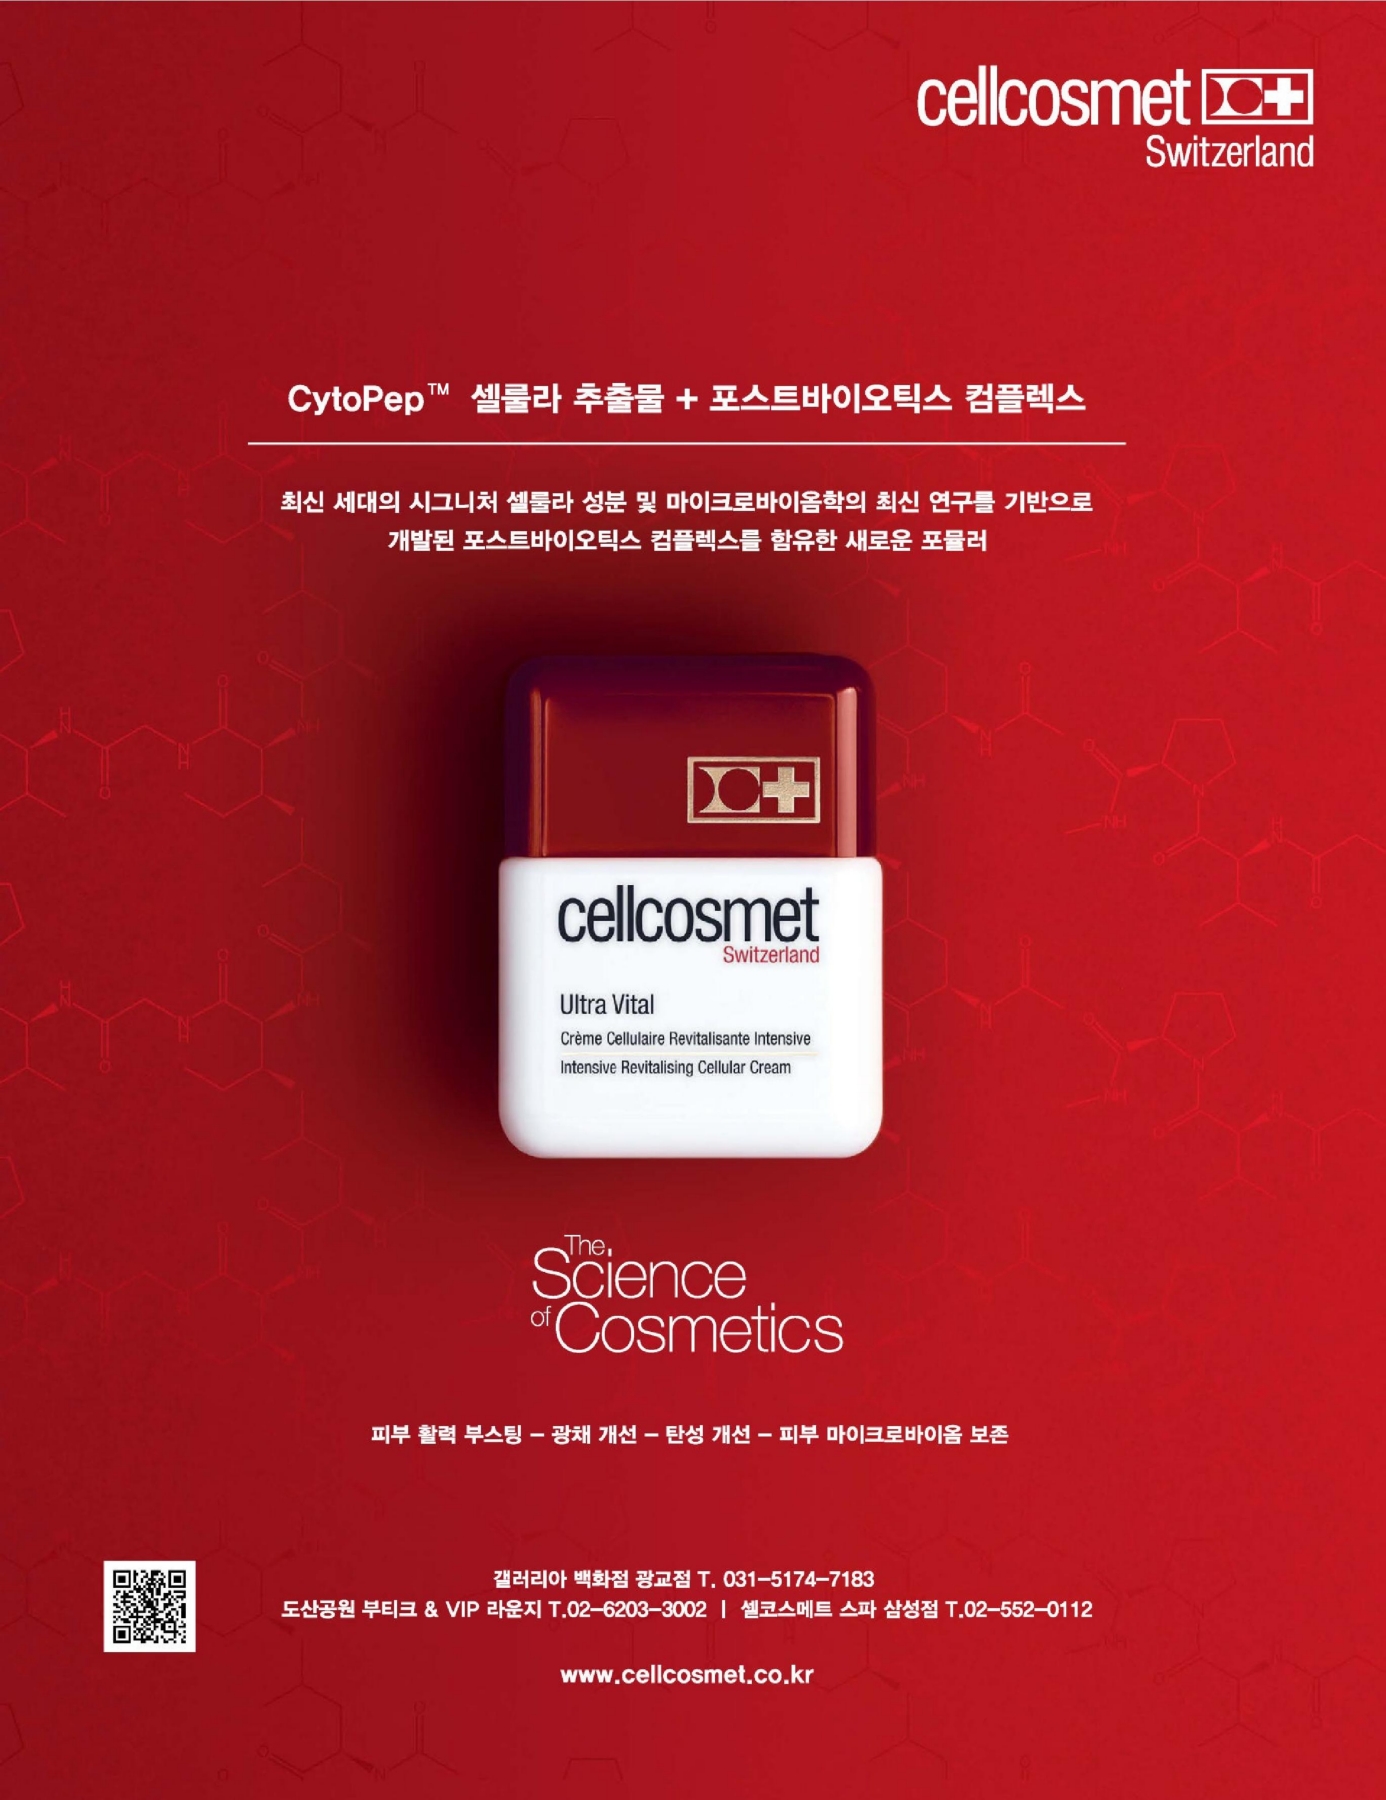 cellcosmet
Switzerland
CytoPep™ 셀룰라 추출물 + 포스트바이오틱스 컴플렉스
최신 세대의 시그니처 셀룰라 성분 및 마이크로바이옴학의 최신 연구를 기반으로
개발된 포스트바이오틱스 컴플렉스를 함유한 새로운 포뮬러
cellcosmet
Switzerland
Ultra Vital
Crème Cellulaire Revitalisante Intensive
Intensive Revitalising Cellular Cream
The
Science
of Cosmetics
피부 활력 부스팅 – 광채 개선 – 탄성 개선 – 피부 마이크로바이옴 보존
갤러리아 백화점 광교점 T. 031-5174-7183
도산공원 부티크 & VIP 라운지 T.02-6203-3002 | 셀코스메트 스파 삼성점 T.02-552-0112
www.cellcosmet.co.kr